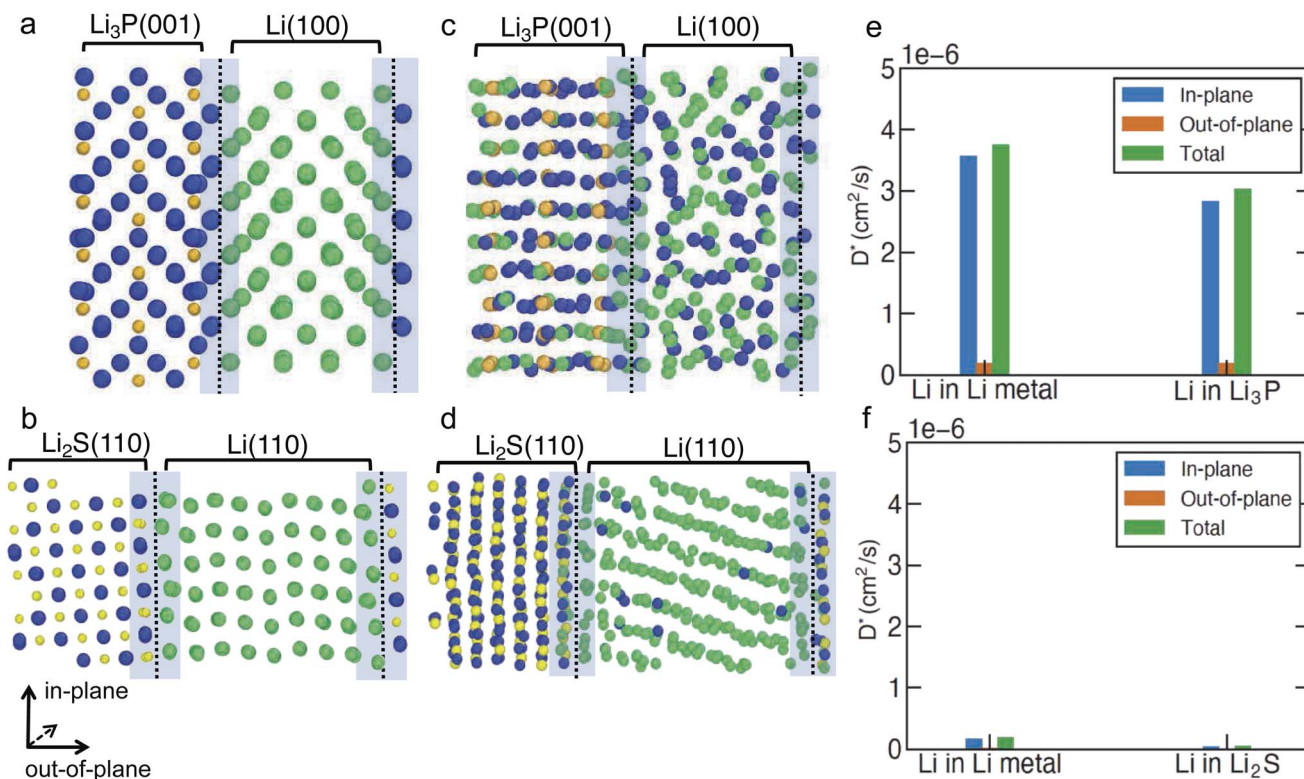 a
Li₃P(001)
Li(100)
c
Li₃P(001)
Li(100)
b
Li₂S(110)
Li(110)
d
Li₂S(110)
Li(110)
in-plane
out-of-plane
e
1e-6
5
4
3
2
1
0
D* (cm²/s)
In-plane
Out-of-plane
Total
Li in Li metal
Li in Li₃P
f
1e-6
5
4
3
2
1
0
D* (cm²/s)
In-plane
Out-of-plane
Total
Li in Li metal
Li in Li₂S